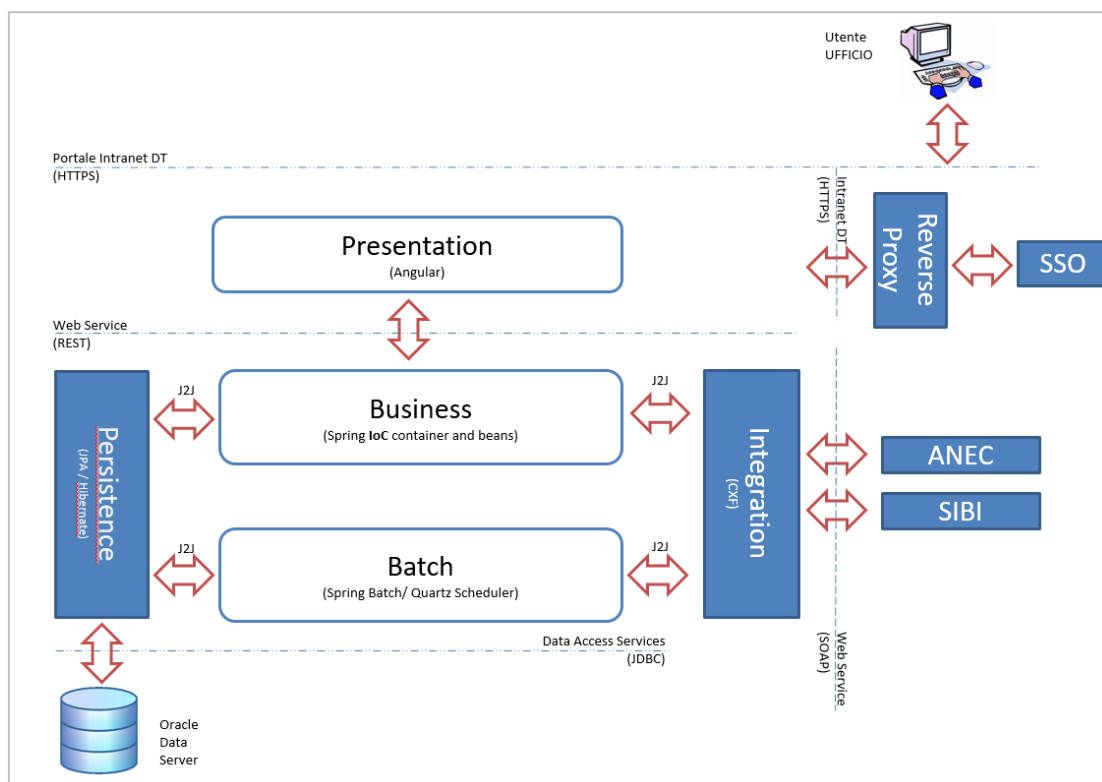 Utente
UFFICIO
Portale Intranet DT
(HTTPS)
Intranet DT
(HTTPS)
Presentation
(Angular)
Reverse
Proxy
SSO
Web Service
(REST)
J2J
Business
(Spring IoC container and beans)
J2J
Persistence
(JPA / Hibernate)
Integration
(CXF)
ANEC
SIBI
J2J
Batch
(Spring Batch/ Quartz Scheduler)
J2J
Data Access Services
(JDBC)
Web Service
(SOAP)
Oracle
Data
Server